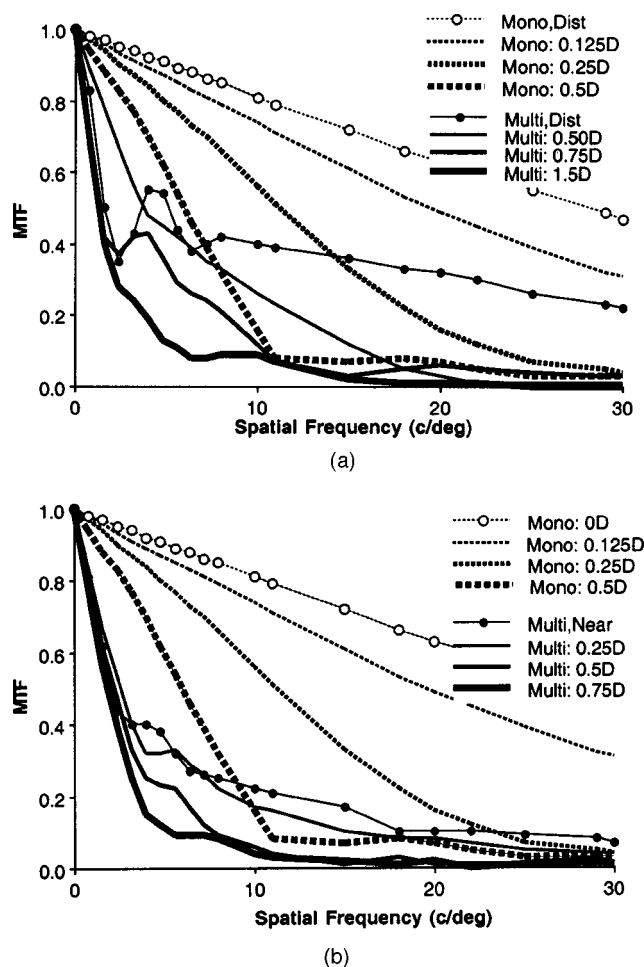 Mono,Dist
Mono: 0.125D
Mono: 0.25D
Mono: 0.5D
Multi,Dist
Multi: 0.50D
Multi: 0.75D
Multi: 1.5D
MTF
1.0
0.8
0.6
0.4
0.2
0.0
0
10
20
30
Spatial Frequency (c/deg)
(a)
Mono: 0D
Mono: 0.125D
Mono: 0.25D
Mono: 0.5D
Multi,Near
Multi: 0.25D
Multi: 0.5D
Multi: 0.75D
MTF
1.0
0.8
0.6
0.4
0.2
0.0
0
10
20
30
Spatial Frequency (c/deg)
(b)